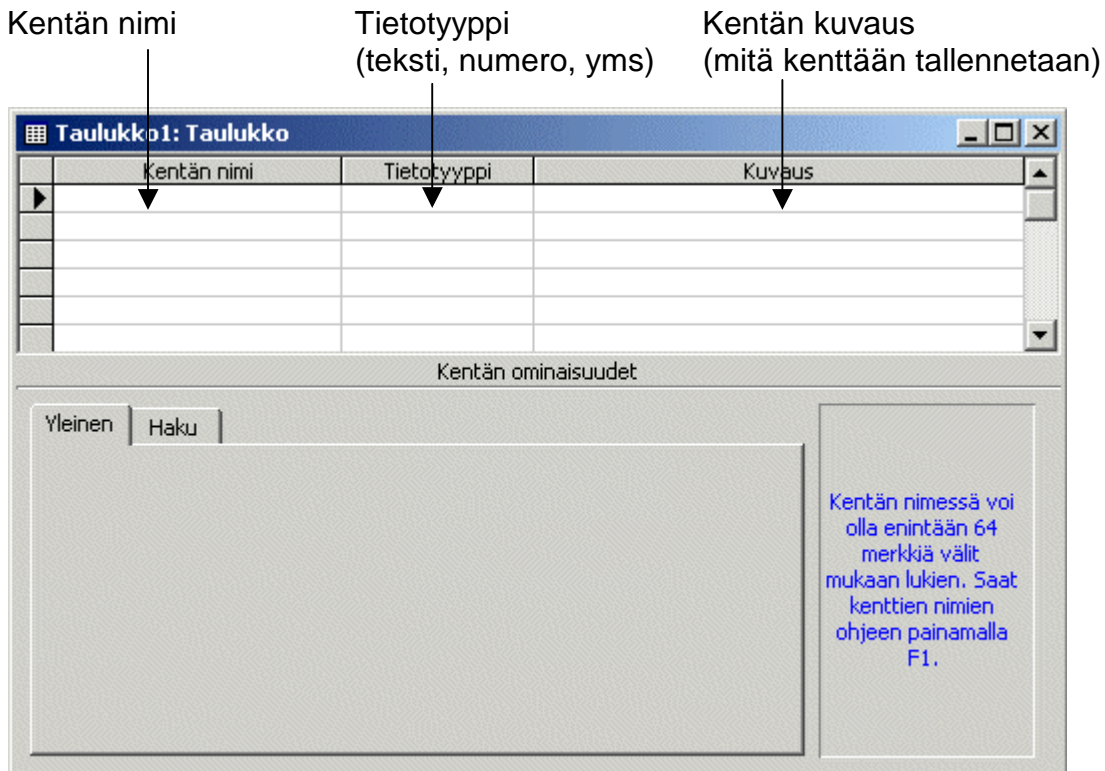 Kentän nimi Tietotyyppi Kentän kuvaus
(teksti, numero, yms) (mitä kenttään tallennetaan)
Taulukko1: Taulukko
Kentän nimi Tietotyyppi Kuvaus
Kentän ominaisuudet
Yleinen Haku
Kentän nimessä voi
olla enintään 64
merkkiä välit
mukaan lukien. Saat
kenttien nimien
ohjeen painamalla
F1.